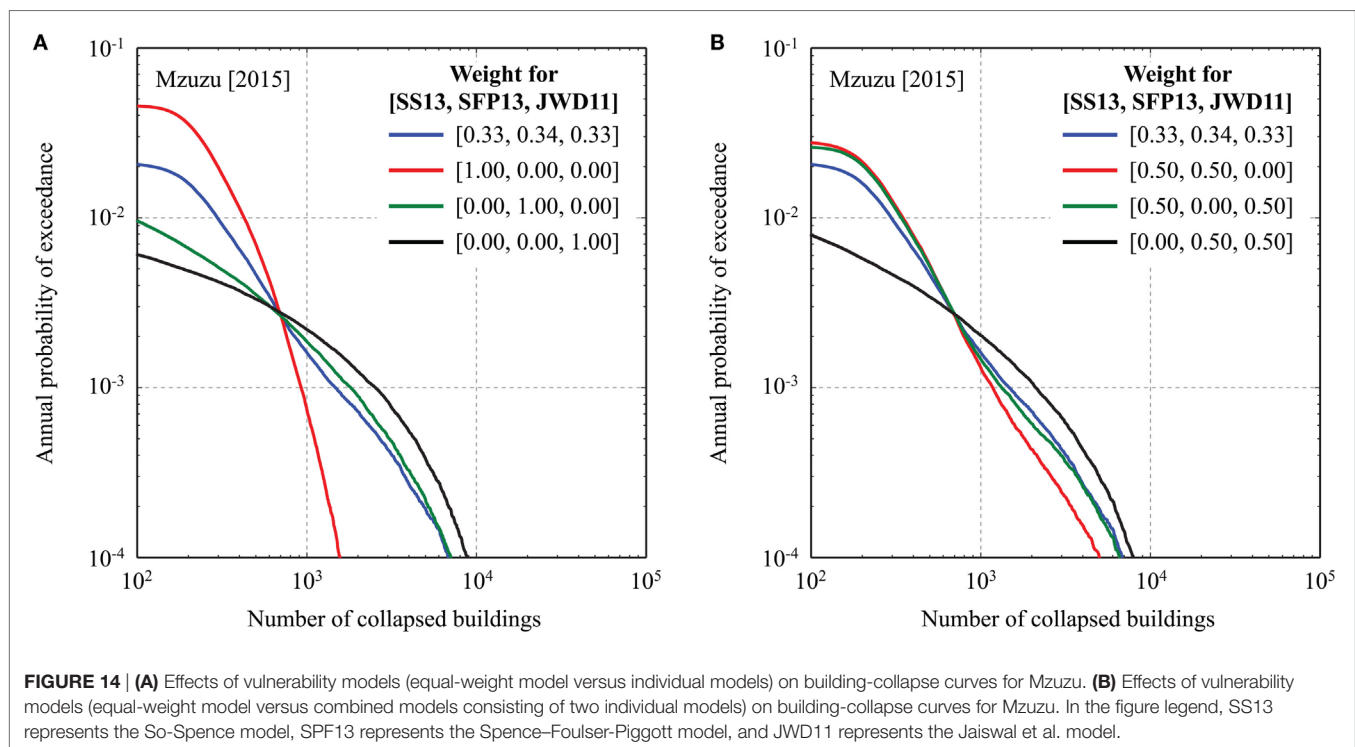 A
10^-1
10^-2
10^-3
10^-4
Annual probability of exceedance
Mzuzu [2015]
Weight for
[SS13, SFP13, JWD11]
[0.33, 0.34, 0.33]
[1.00, 0.00, 0.00]
[0.00, 1.00, 0.00]
[0.00, 0.00, 1.00]
10^2 10^3 10^4 10^5
Number of collapsed buildings
B
10^-1
10^-2
10^-3
10^-4
Annual probability of exceedance
Mzuzu [2015]
Weight for
[SS13, SFP13, JWD11]
[0.33, 0.34, 0.33]
[0.50, 0.50, 0.00]
[0.50, 0.00, 0.50]
[0.00, 0.50, 0.50]
10^2 10^3 10^4 10^5
Number of collapsed buildings
FIGURE 14 | (A) Effects of vulnerability models (equal-weight model versus individual models) on building-collapse curves for Mzuzu. (B) Effects of vulnerability
models (equal-weight model versus combined models consisting of two individual models) on building-collapse curves for Mzuzu. In the figure legend, SS13
represents the So-Spence model, SPF13 represents the Spence–Foulser-Piggott model, and JWD11 represents the Jaiswal et al. model.